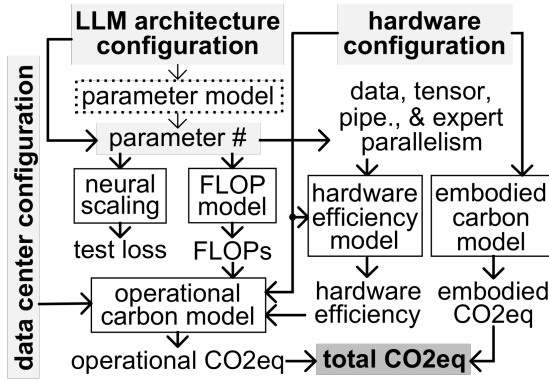 LLM architecture
configuration
hardware
configuration
data center configuration
parameter model
parameter #
data, tensor,
pipe., & expert
parallelism
neural
scaling
FLOP
model
hardware
efficiency
model
embodied
carbon
model
test loss
FLOPs
operational
carbon model
hardware
efficiency
embodied
CO2eq
operational CO2eq
total CO2eq